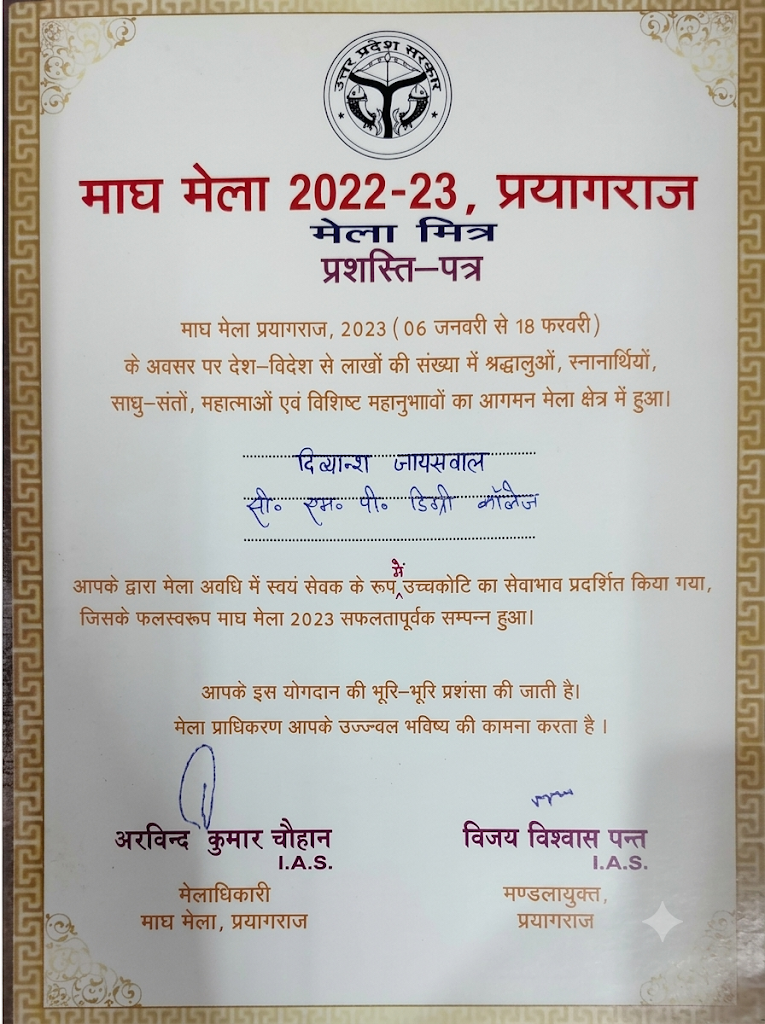 उत्तर प्रदेश सरकार
माघ मेला 2022-23, प्रयागराज
मेला मित्र
प्रशस्ति–पत्र
माघ मेला प्रयागराज, 2023 ( 06 जनवरी से 18 फरवरी)
के अवसर पर देश–विदेश से लाखों की संख्या में श्रद्धालुओं, स्नानार्थियों,
साधु–संतों, महात्माओं एवं विशिष्ट महानुभाावों का आगमन मेला क्षेत्र में हुआ।
दिव्यान्श जायसवाल
सी॰ एम॰ पी॰ डिग्री कॉलेज
आपके द्वारा मेला अवधि में स्वयं सेवक के रूप में उच्चकोटि का सेवाभाव प्रदर्शित किया गया,
जिसके फलस्वरूप माघ मेला 2023 सफलतापूर्वक सम्पन्न हुआ।
आपके इस योगदान की भूरि–भूरि प्रशंसा की जाती है।
मेला प्राधिकरण आपके उज्ज्वल भविष्य की कामना करता है ।
अरविन्द कुमार चौहान
I.A.S.
मेलाधिकारी
माघ मेला, प्रयागराज
विजय विश्वास पन्त
I.A.S.
मण्डलायुक्त,
प्रयागराज